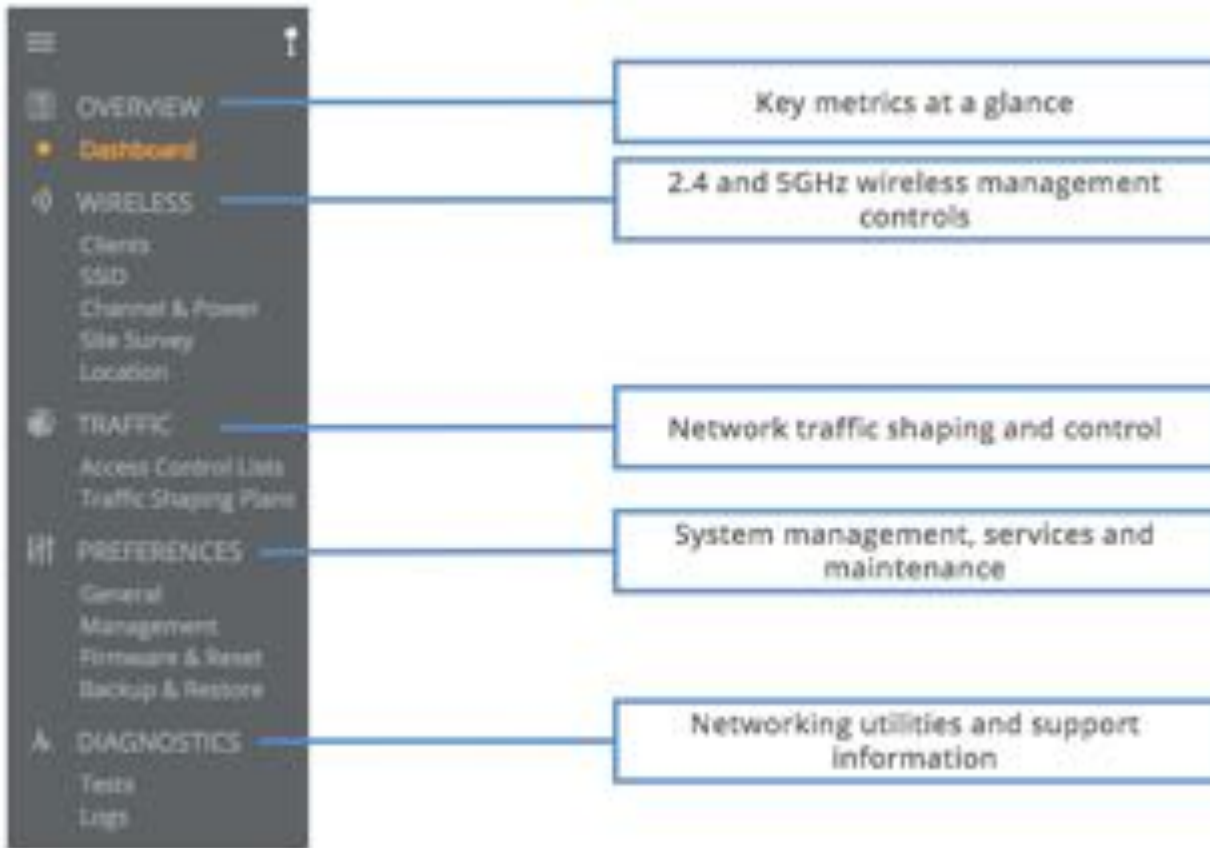 OVERVIEW
Key metrics at a glance
Dashboard
WIRELESS
2.4 and 5GHz wireless management
controls
Clients
SSID
Channel & Power
Site Survey
Location
TRAFFIC
Network traffic shaping and control
Access Control Lists
Traffic Shaping Plans
PREFERENCES
System management, services and
maintenance
General
Management
Firmware & Reset
Backup & Restore
DIAGNOSTICS
Networking utilities and support
information
Tests
Logs